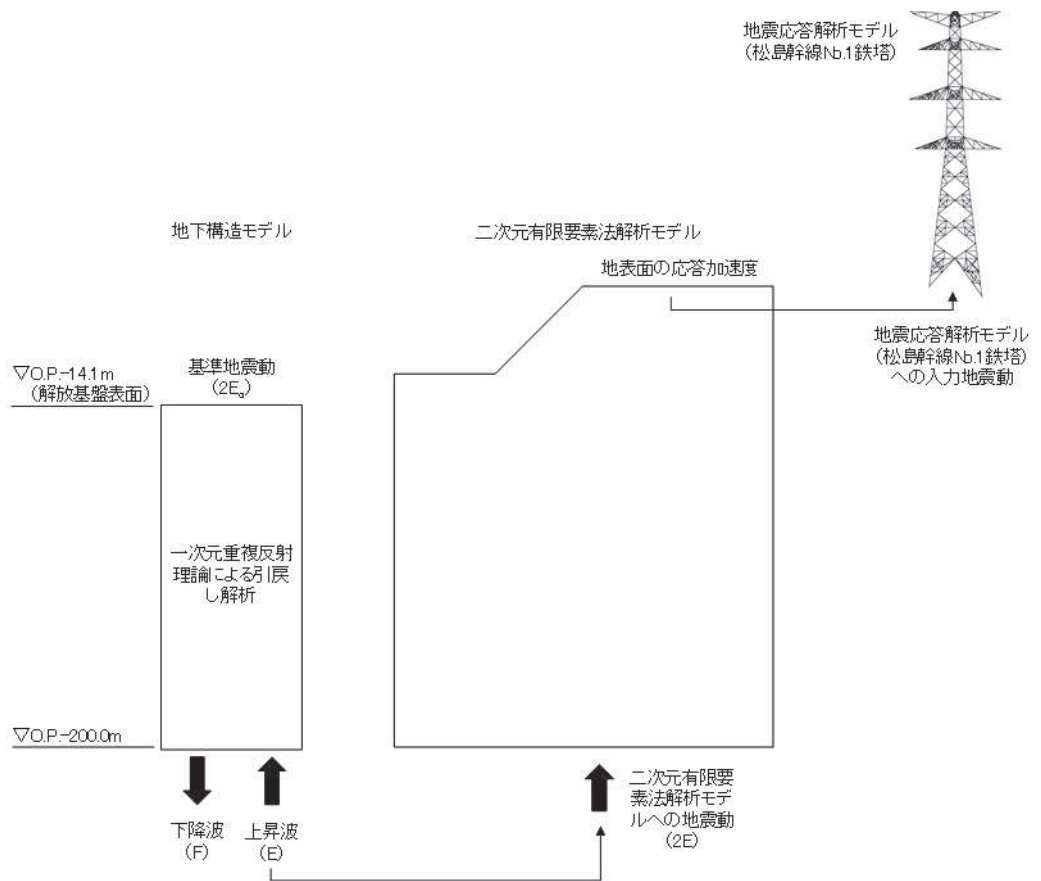 地震応答解析モデル
(松島幹線No.1鉄塔)
地下構造モデル
二次元有限要素法解析モデル
地表面の応答加速度
地震応答解析モデル
(松島幹線No.1鉄塔)
への入力地震動
▽O.P.-14.1m
(解放基盤表面)
基準地震動
(2E₀)
一次元重複反射
理論による引戻
し解析
▽O.P.-200.0m
下降波
(F)
上昇波
(E)
二次元有限要
素法解析モデ
ルへの地震動
(2E)